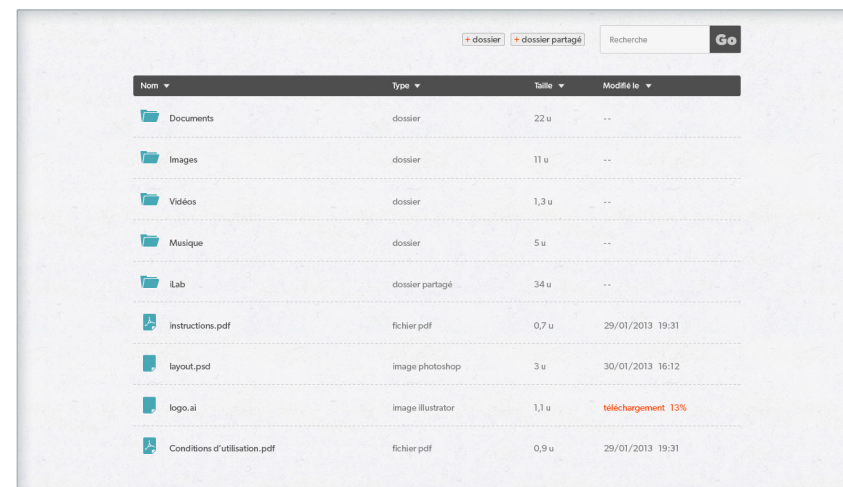 + dossier + dossier partagé Recherche Go
Nom Type Taille Modifié le
Documents dossier 22 u --
Images dossier 11 u --
Vidéos dossier 1,3 u --
Musique dossier 5 u --
iLab dossier partagé 34 u --
instructions.pdf fichier pdf 0,7 u 29/01/2013 19:31
layout.psd image photoshop 3 u 30/01/2013 16:12
logo.ai image illustrator 1,1 u téléchargement 13%
Conditions d'utilisation.pdf fichier pdf 0,9 u 29/01/2013 19:31